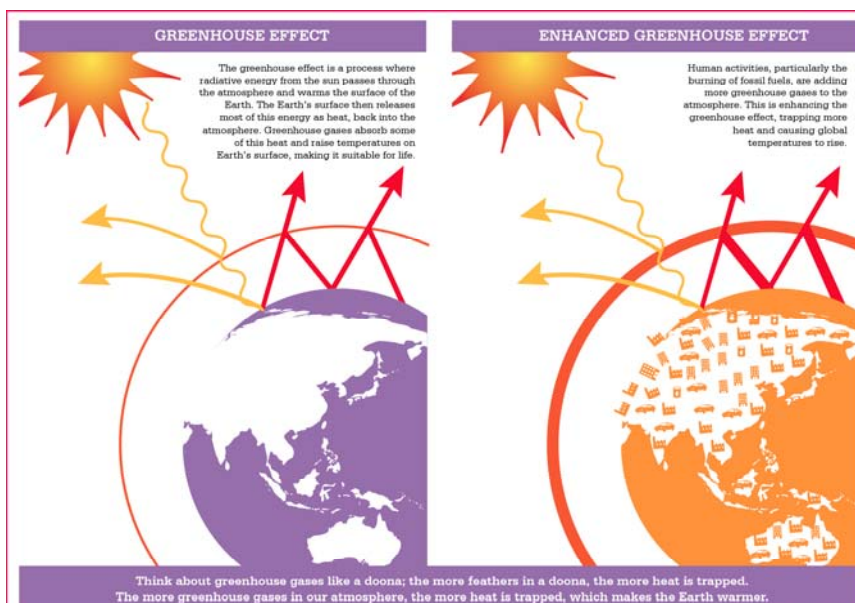 GREENHOUSE EFFECT
The greenhouse effect is a process where
radiative energy from the sun passes through
the atmosphere and warms the surface of the
Earth. The Earth's surface then releases
most of this energy as heat, back into the
atmosphere. Greenhouse gases absorb some
of this heat and raise temperatures on
Earth's surface, making it suitable for life.
ENHANCED GREENHOUSE EFFECT
Human activities, particularly the
burning of fossil fuels, are adding
more greenhouse gases to the
atmosphere. This is enhancing the
greenhouse effect, trapping more
heat and causing global
temperatures to rise.
Think about greenhouse gases like a doona; the more feathers in a doona, the more heat is trapped.
The more greenhouse gases in our atmosphere, the more heat is trapped, which makes the Earth warmer.